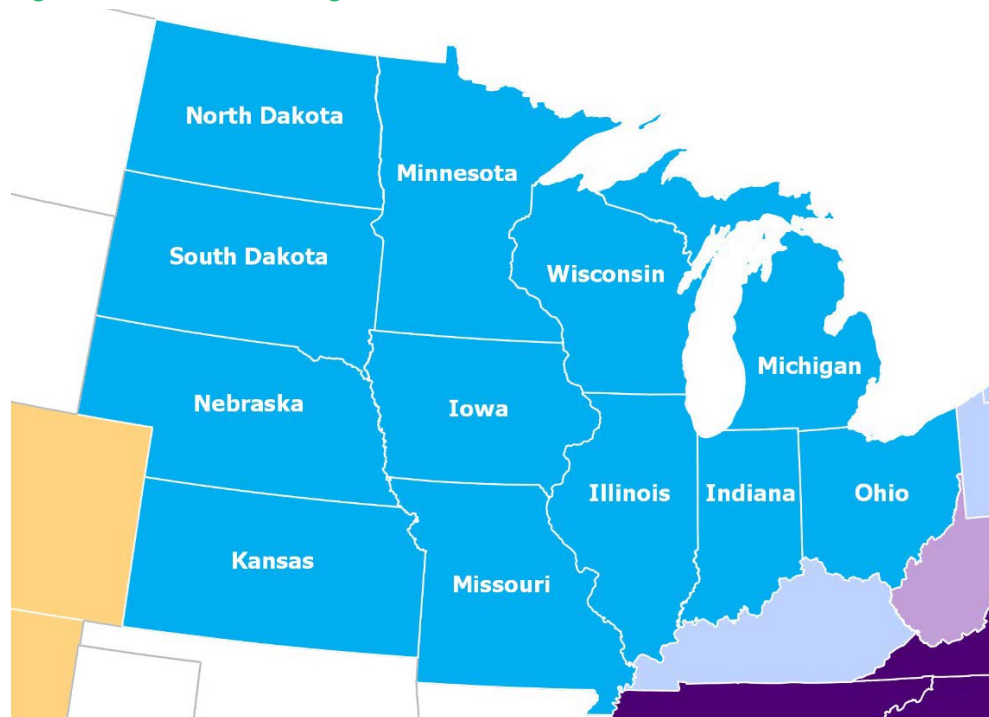 North Dakota
Minnesota
South Dakota
Wisconsin
Michigan
Nebraska
Iowa
Illinois
Indiana
Ohio
Kansas
Missouri